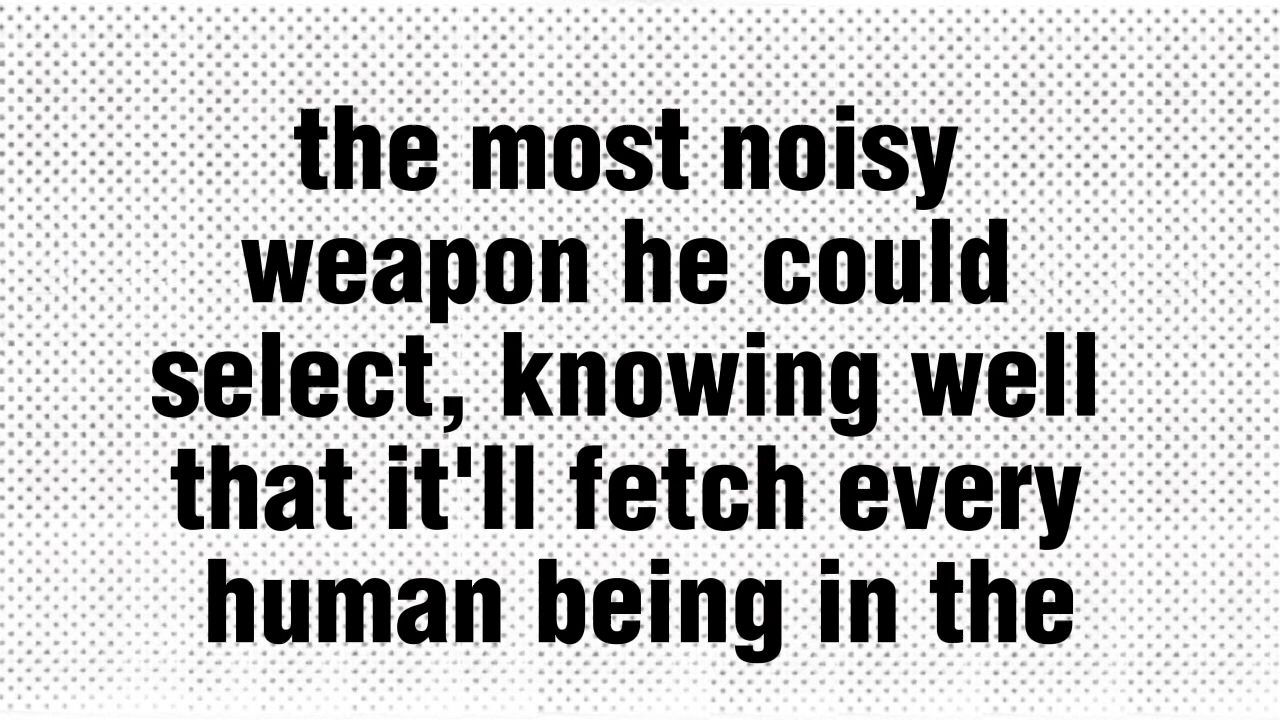 the most noisy
weapon he could
select, knowing well
that it'll fetch every
human being in the